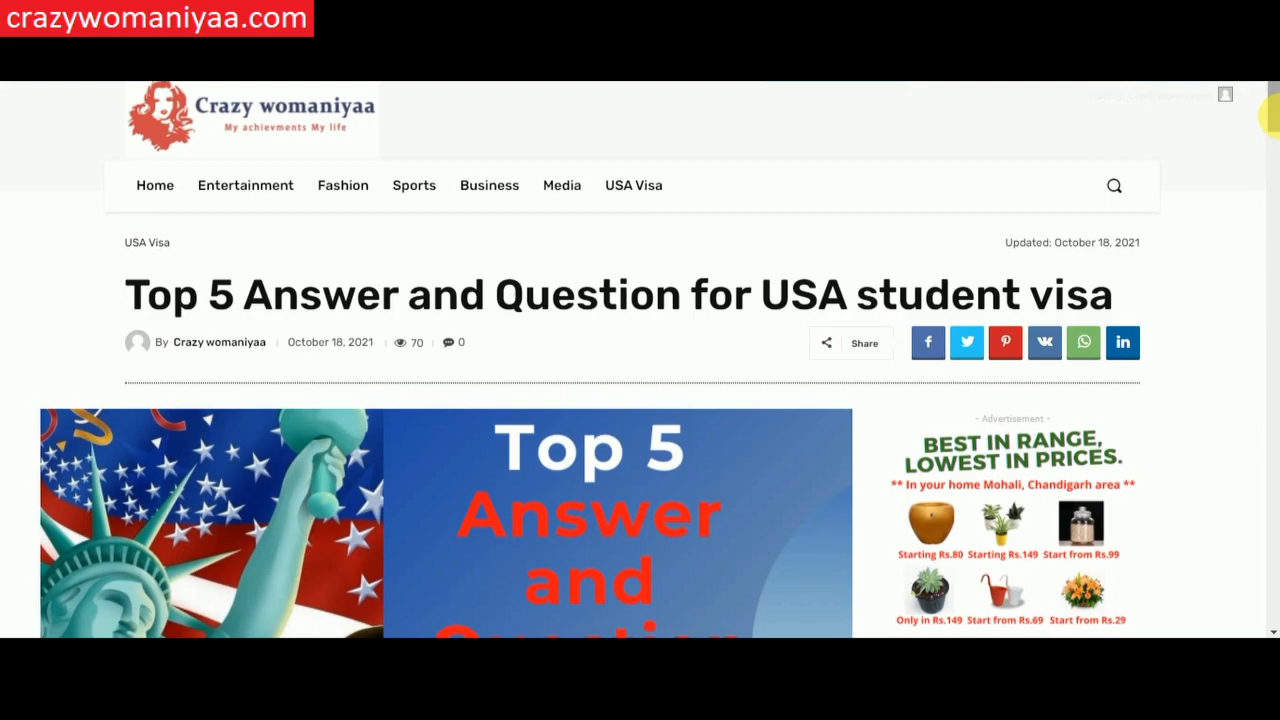 crazywomaniyaa.com
Crazy womaniyaa
My achievments My life
Home Entertainment Fashion Sports Business Media USA Visa
USA Visa
Updated: October 18, 2021
Top 5 Answer and Question for USA student visa
By Crazy womaniyaa October 18, 2021 70 0
Share
- Advertisement -
Top 5
Answer
and
Question
BEST IN RANGE,
LOWEST IN PRICES.
** In your home Mohali, Chandigarh area **
Starting Rs.80 Starting Rs.149 Start from Rs.99
Only in Rs.149 Start from Rs.69 Start from Rs.29